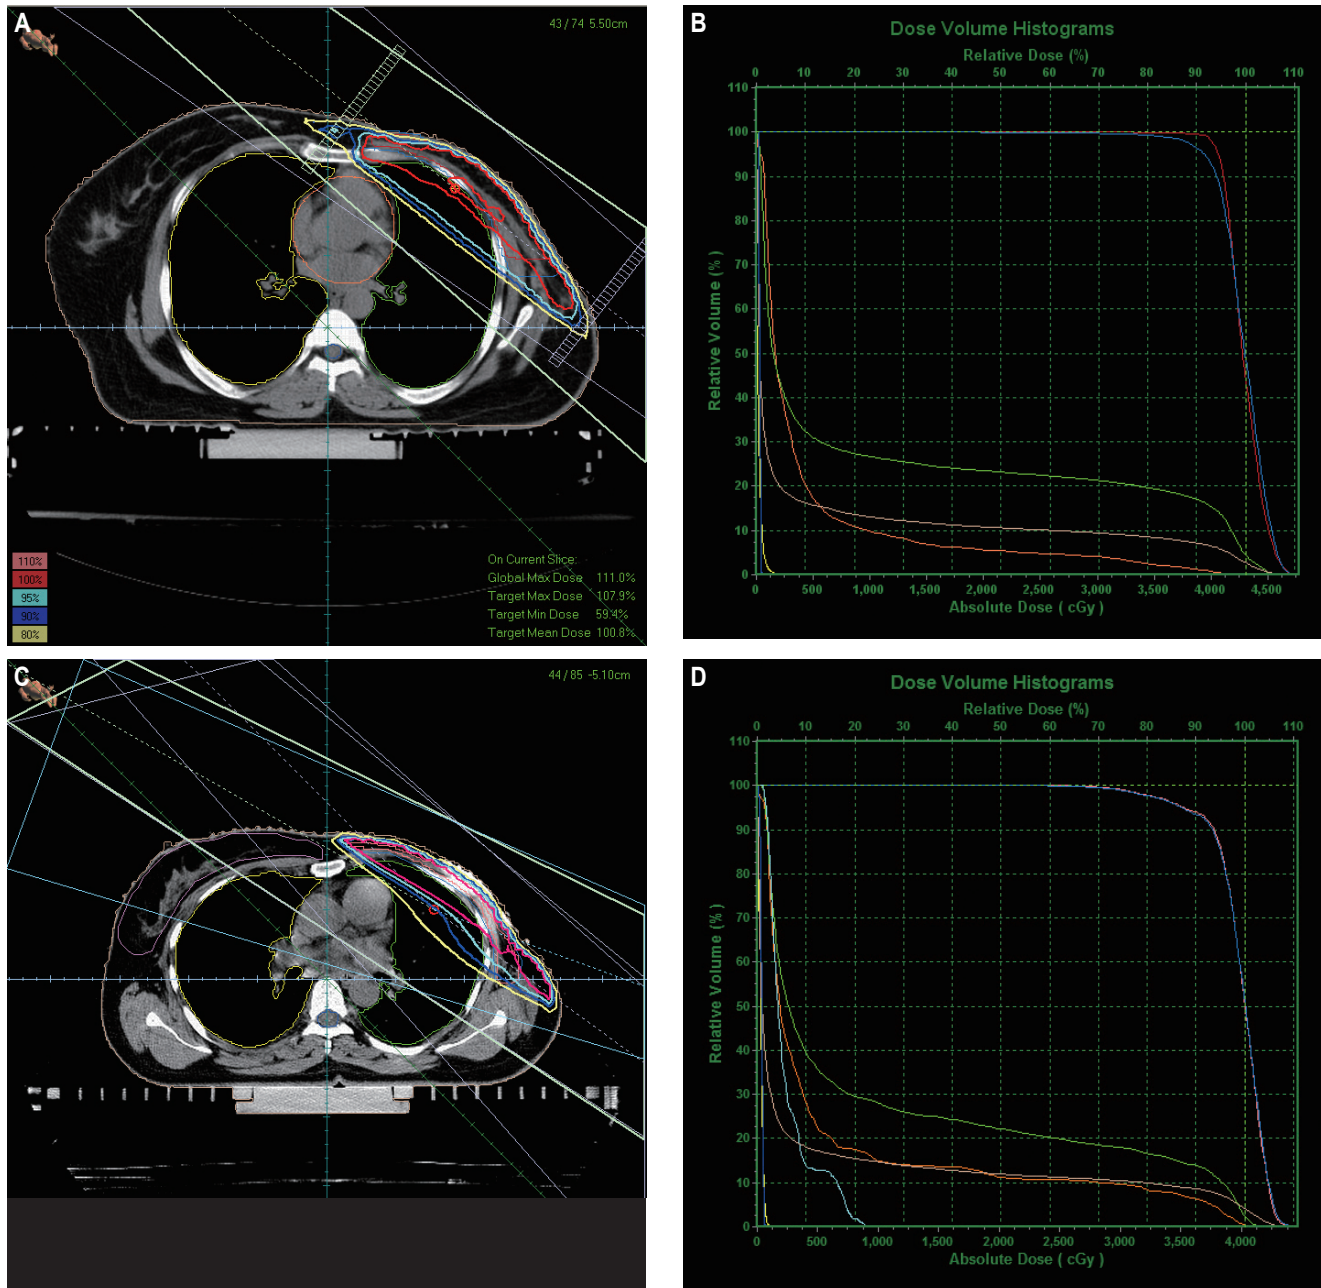 A
43 / 74 5.50cm
110%
100%
95%
90%
80%
On Current Slice:
Global Max Dose 111.0%
Target Max Dose 107.9%
Target Min Dose 59.4%
Target Mean Dose 100.8%
B
Dose Volume Histograms
Relative Dose (%)
0 10 20 30 40 50 60 70 80 90 100 110
110
100
90
80
70
60
50
40
30
20
10
0
Relative Volume (%)
0 500 1,000 1,500 2,000 2,500 3,000 3,500 4,000 4,500
Absolute Dose ( cGy )
C
44 / 85 -5.10cm
D
Dose Volume Histograms
Relative Dose (%)
0 10 20 30 40 50 60 70 80 90 100 110
110
100
90
80
70
60
50
40
30
20
10
0
Relative Volume (%)
0 500 1,000 1,500 2,000 2,500 3,000 3,500 4,000
Absolute Dose ( cGy )